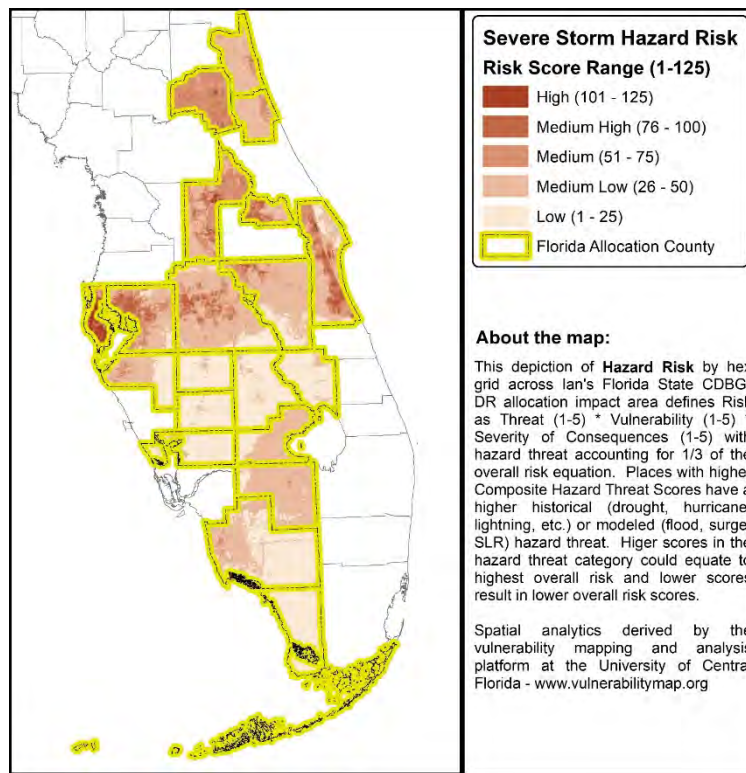 Severe Storm Hazard Risk
Risk Score Range (1-125)
High (101 - 125)
Medium High (76 - 100)
Medium (51 - 75)
Medium Low (26 - 50)
Low (1 - 25)
Florida Allocation County
About the map:
This depiction of Hazard Risk by hex
grid across Ian's Florida State CDBG-
DR allocation impact area defines Risk
as Threat (1-5) * Vulnerability (1-5) *
Severity of Consequences (1-5) with
hazard threat accounting for 1/3 of the
overall risk equation. Places with higher
Composite Hazard Threat Scores have a
higher historical (drought, hurricane,
lightning, etc.) or modeled (flood, surge,
SLR) hazard threat. Higer scores in the
hazard threat category could equate to
highest overall risk and lower scores
result in lower overall risk scores.
Spatial analytics derived by the
vulnerability mapping and analysis
platform at the University of Central
Florida - www.vulnerabilitymap.org